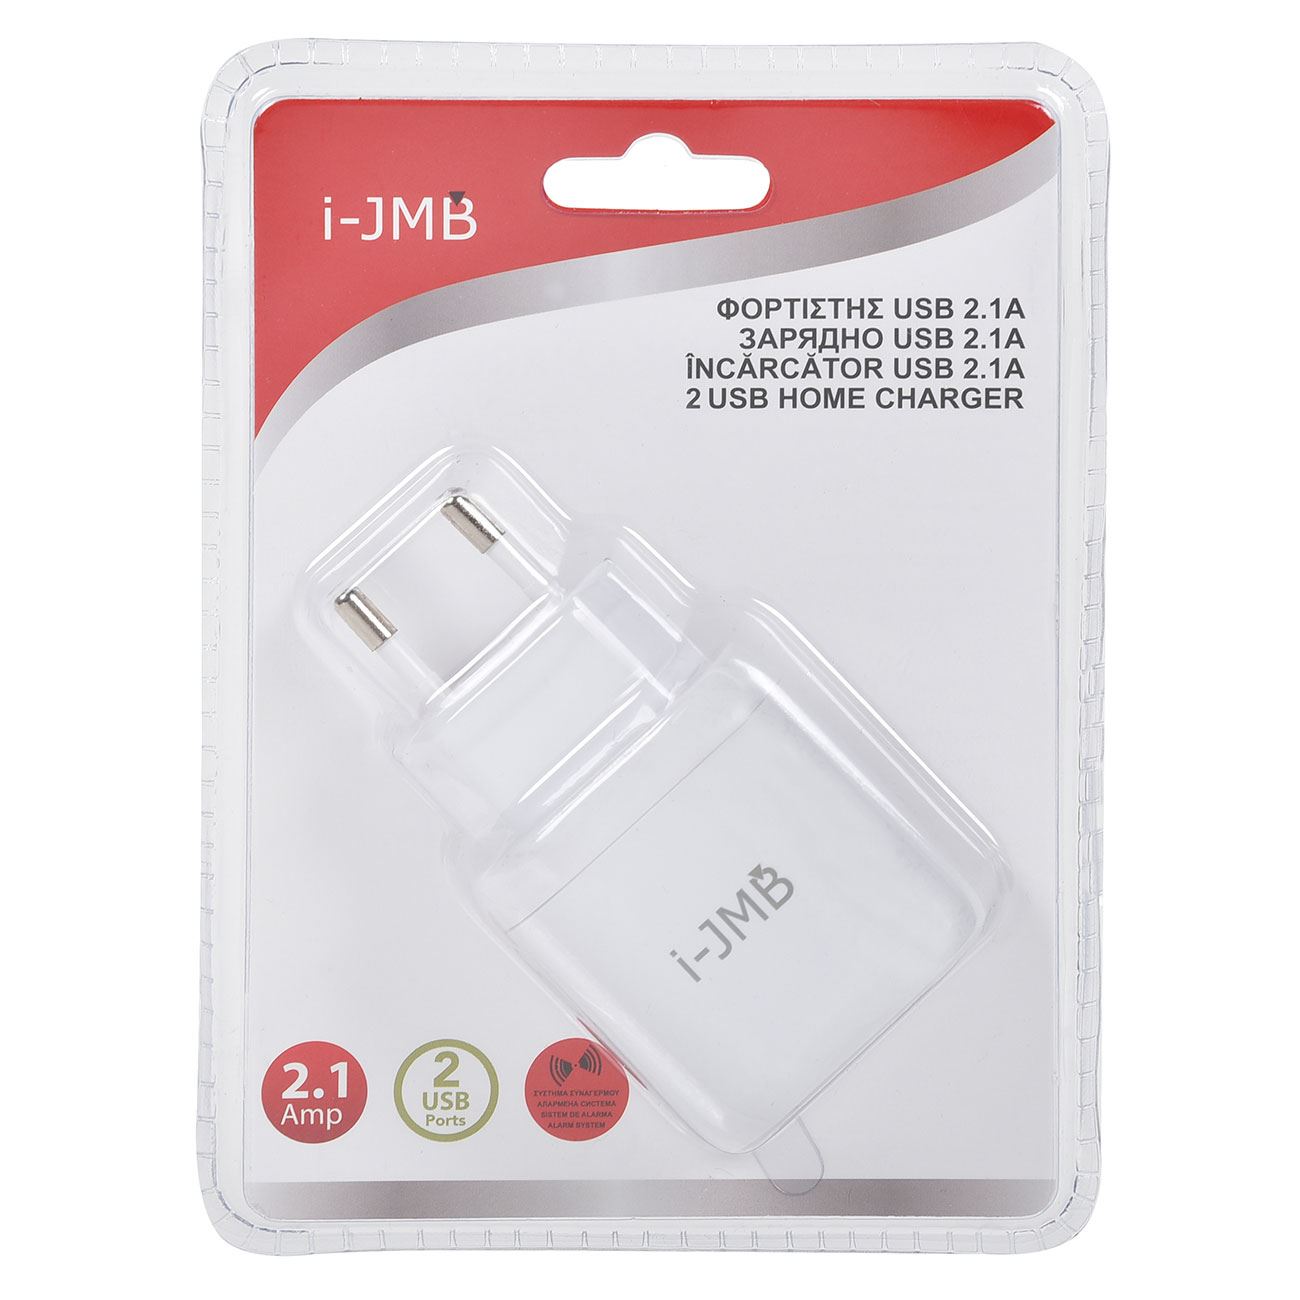 i-JMB
ΦΟΡΤΙΣΤΗΣ USB 2.1A
ЗАРЯДНО USB 2.1A
ÎNCĂRCĂTOR USB 2.1A
2 USB HOME CHARGER
i-JMB
2.1
Amp
2
USB
Ports
ΣΥΣΤΗΜΑ ΣΥΝΑΓΕΡΜΟΥ
АЛАРМЕНА СИСТЕМА
SISTEM DE ALARMA
ALARM SYSTEM